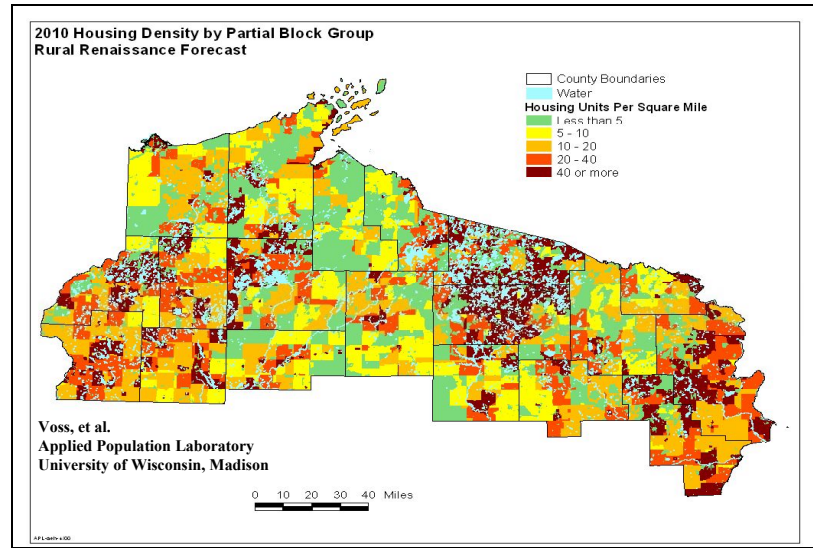 2010 Housing Density by Partial Block Group
Rural Renaissance Forecast
County Boundaries
Water
Housing Units Per Square Mile
Less than 5
5 - 10
10 - 20
20 - 40
40 or more
Voss, et al.
Applied Population Laboratory
University of Wisconsin, Madison
0 10 20 30 40 Miles